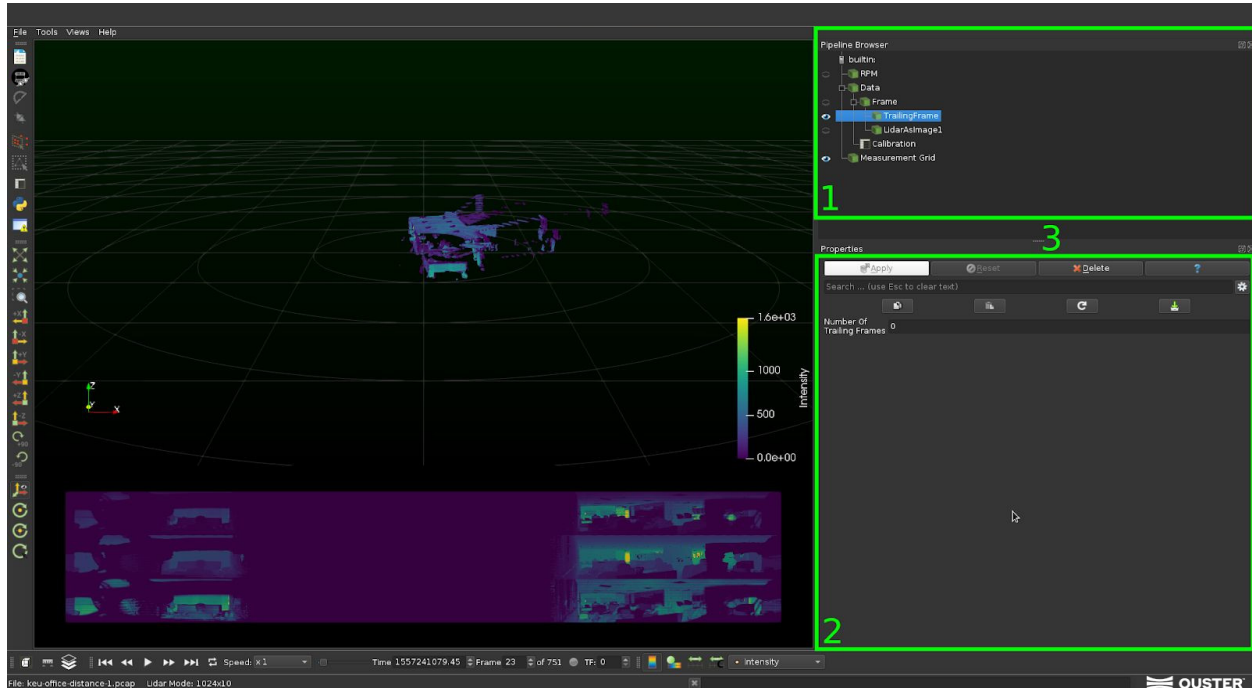 File Tools Views Help
Pipeline Browser
builtin:
RPM
Data
Frame
TrailingFrame
LidarAsImage1
Calibration
Measurement Grid
1
3
Properties
Apply Reset Delete ?
Search ... (use Esc to clear text)
Number Of
Trailing Frames 0
1.6e+03
1000
500
0.0e+00
Intensity
Z
Y
X
+X
-X
+Y
-Y
+Z
-Z
+90
-90
2
Speed: x 1 Time 1557241079.45 Frame 23 of 751 TF: 0 • Intensity
File: keu-office-distance-1.pcap Lidar Mode: 1024x10
OUSTER